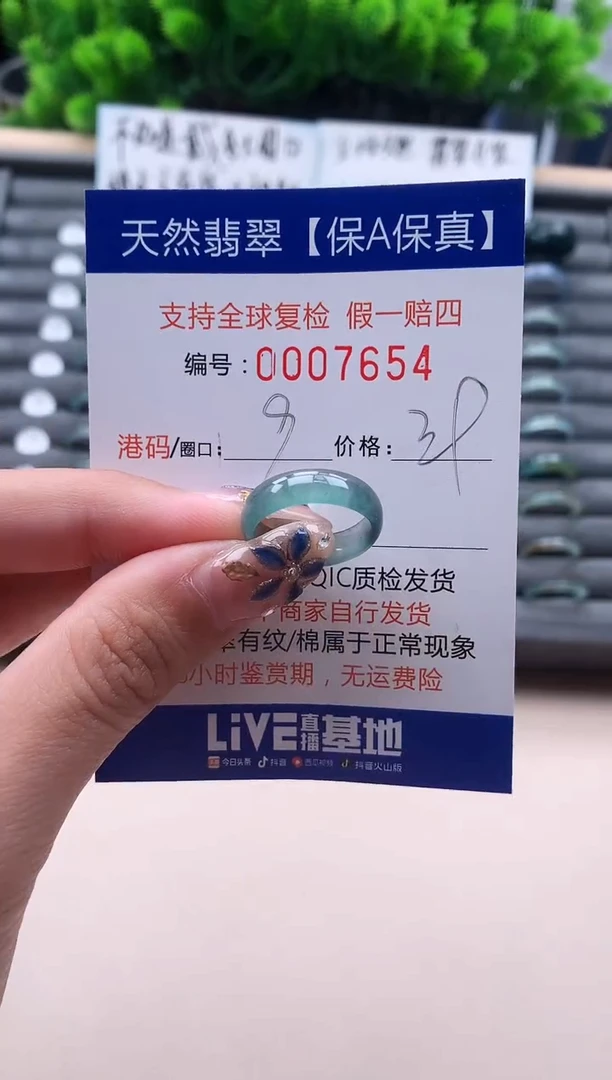 天然翡翠【保A保真】
支持全球复检 假一赔四
编号：0007654
港码/圈口： 价格：
QIC质检发货
商家自行发货
有纹/棉属于正常现象
小时鉴赏期，无运费险
LiVE直播基地
今日头条 抖音 西瓜视频 抖音火山版